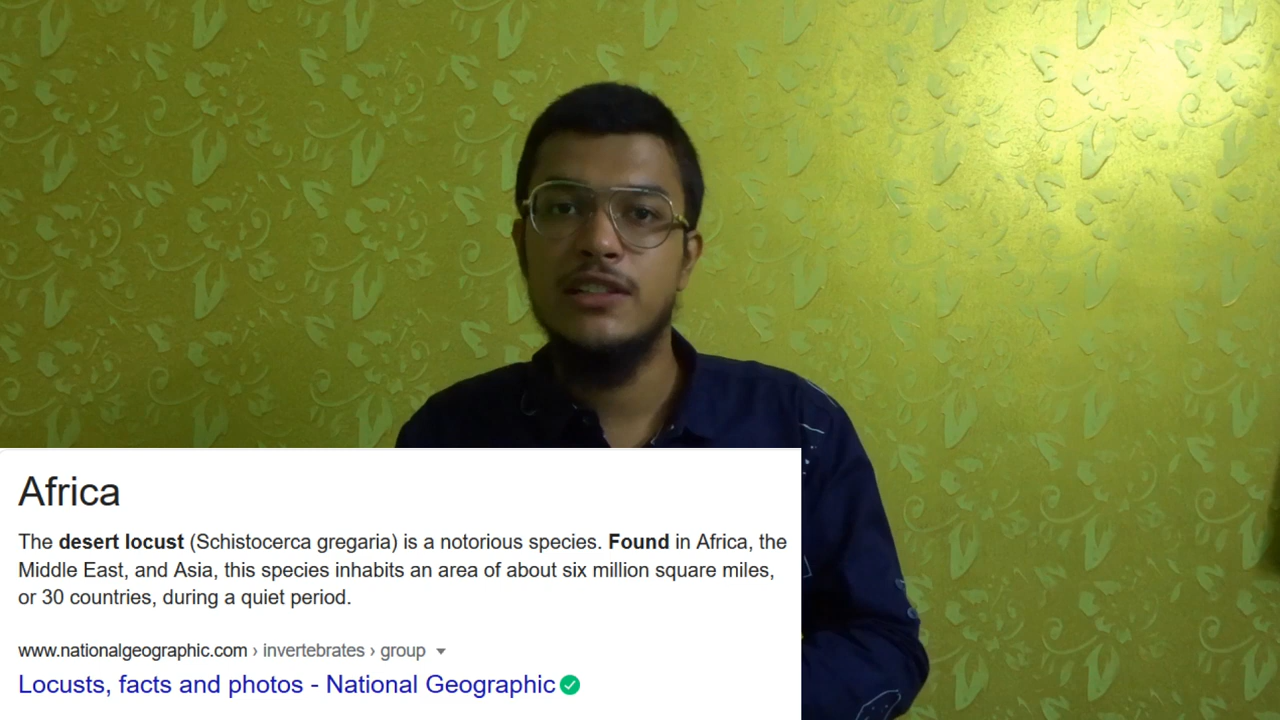 Africa
The desert locust (Schistocerca gregaria) is a notorious species. Found in Africa, the
Middle East, and Asia, this species inhabits an area of about six million square miles,
or 30 countries, during a quiet period.
www.nationalgeographic.com › invertebrates › group
Locusts, facts and photos - National Geographic